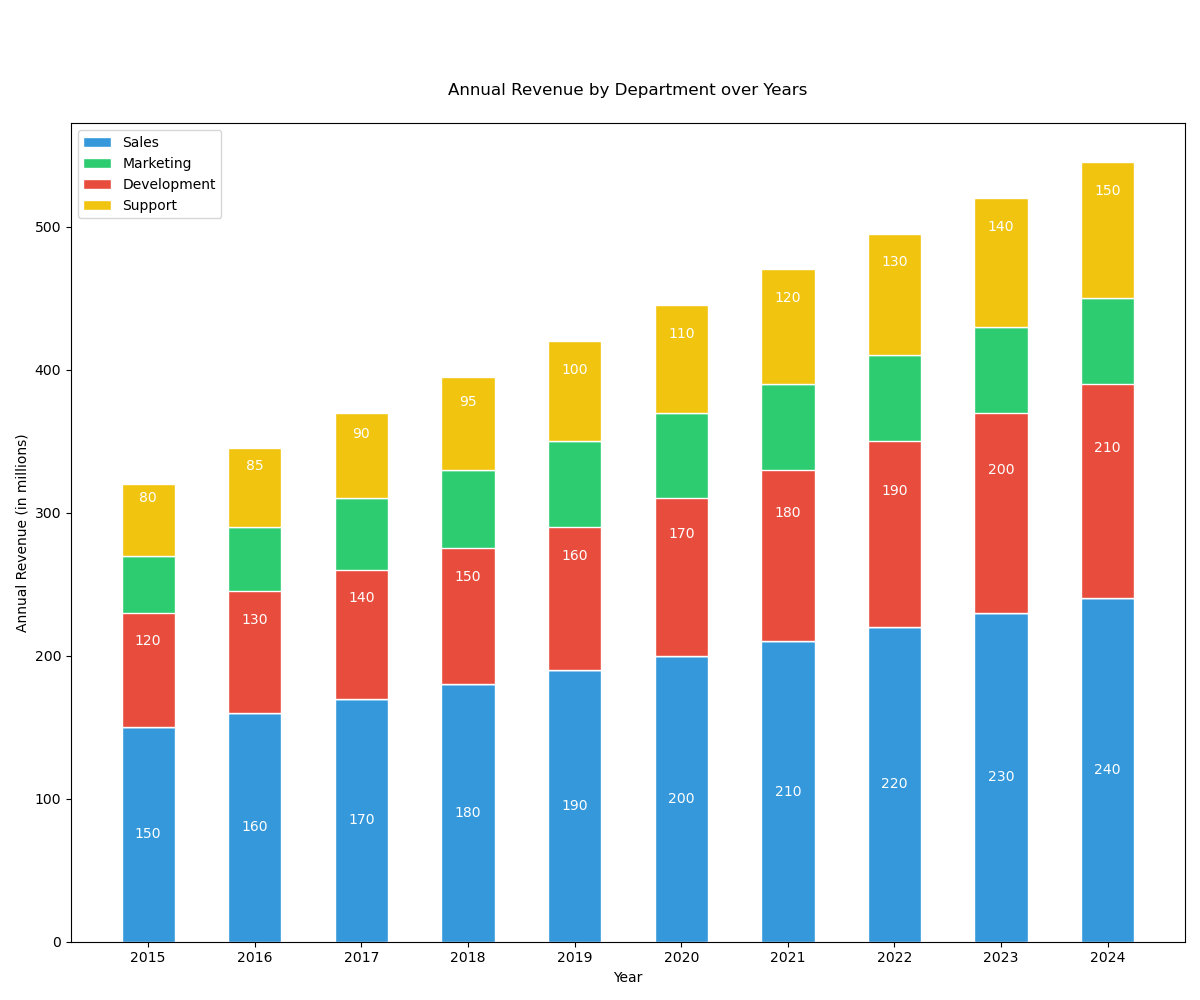 Annual Revenue by Department over Years
Sales
Marketing
Development
Support
Annual Revenue (in millions)
500
400
300
200
100
0
80 85 90 95 100 110 120 130 140 150
120 130 140 150 160 170 180 190 200 210
150 160 170 180 190 200 210 220 230 240
2015 2016 2017 2018 2019 2020 2021 2022 2023 2024
Year